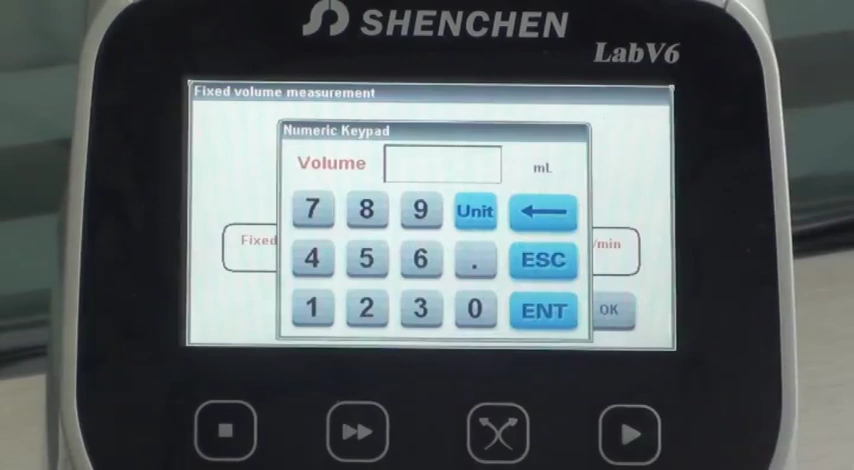 SHENCHEN
LabV6
Fixed volume measurement
Numeric Keypad
Volume mL
7 8 9 Unit
Fixed /min
4 5 6 . ESC
1 2 3 0 ENT OK